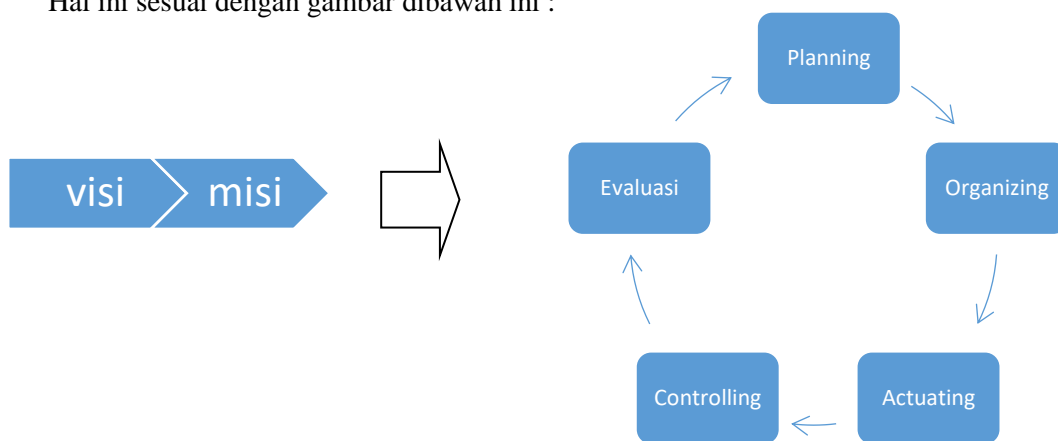 Hal ini sesuai dengan gambar dibawah ini :
Planning
visi misi
Evaluasi
Organizing
Controlling
Actuating